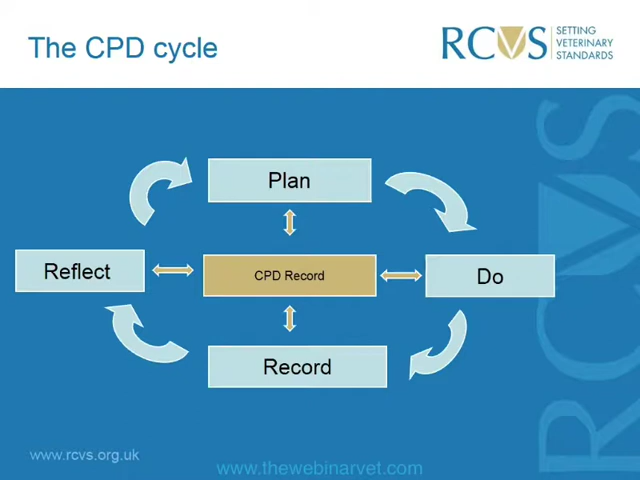 The CPD cycle
RCVS
SETTING
VETERINARY
STANDARDS
Plan
Reflect
CPD Record
Do
Record
RCVS
www.rcvs.org.uk
www.thewebinarvet.com